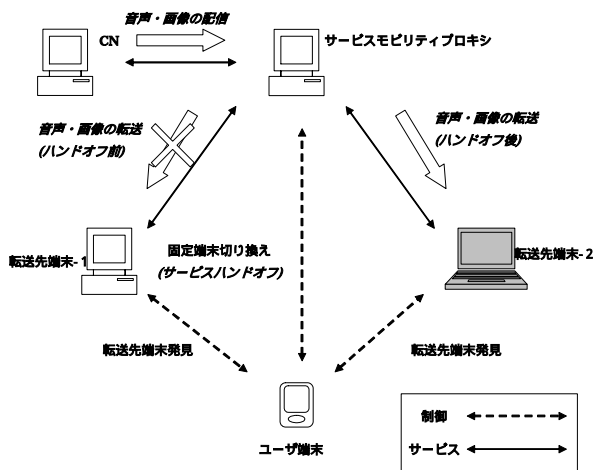 音声・画像の配信
CN
サービスモビリティプロキシ
音声・画像の転送
(ハンドオフ前)
音声・画像の転送
(ハンドオフ後)
固定端末切り換え
(サービスハンドオフ)
転送先端末- 1
転送先端末- 2
転送先端末発見
転送先端末発見
ユーザ端末
制御
サービス